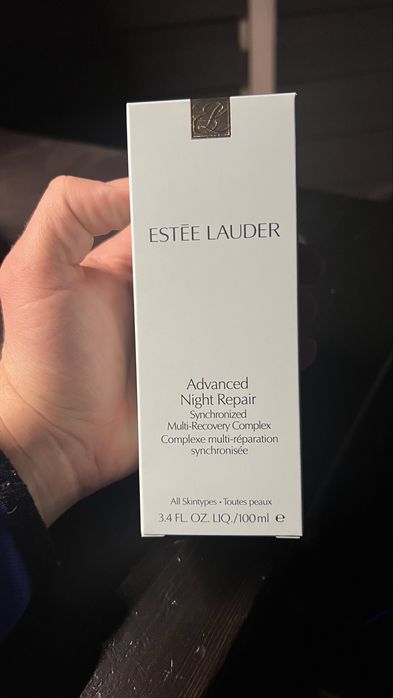 ESTĒE LAUDER
Advanced
Night Repair
Synchronized
Multi-Recovery Complex
Complexe multi-réparation
synchronisée
All Skintypes • Toutes peaux
3.4 FL. OZ. LIQ./100ml ℮